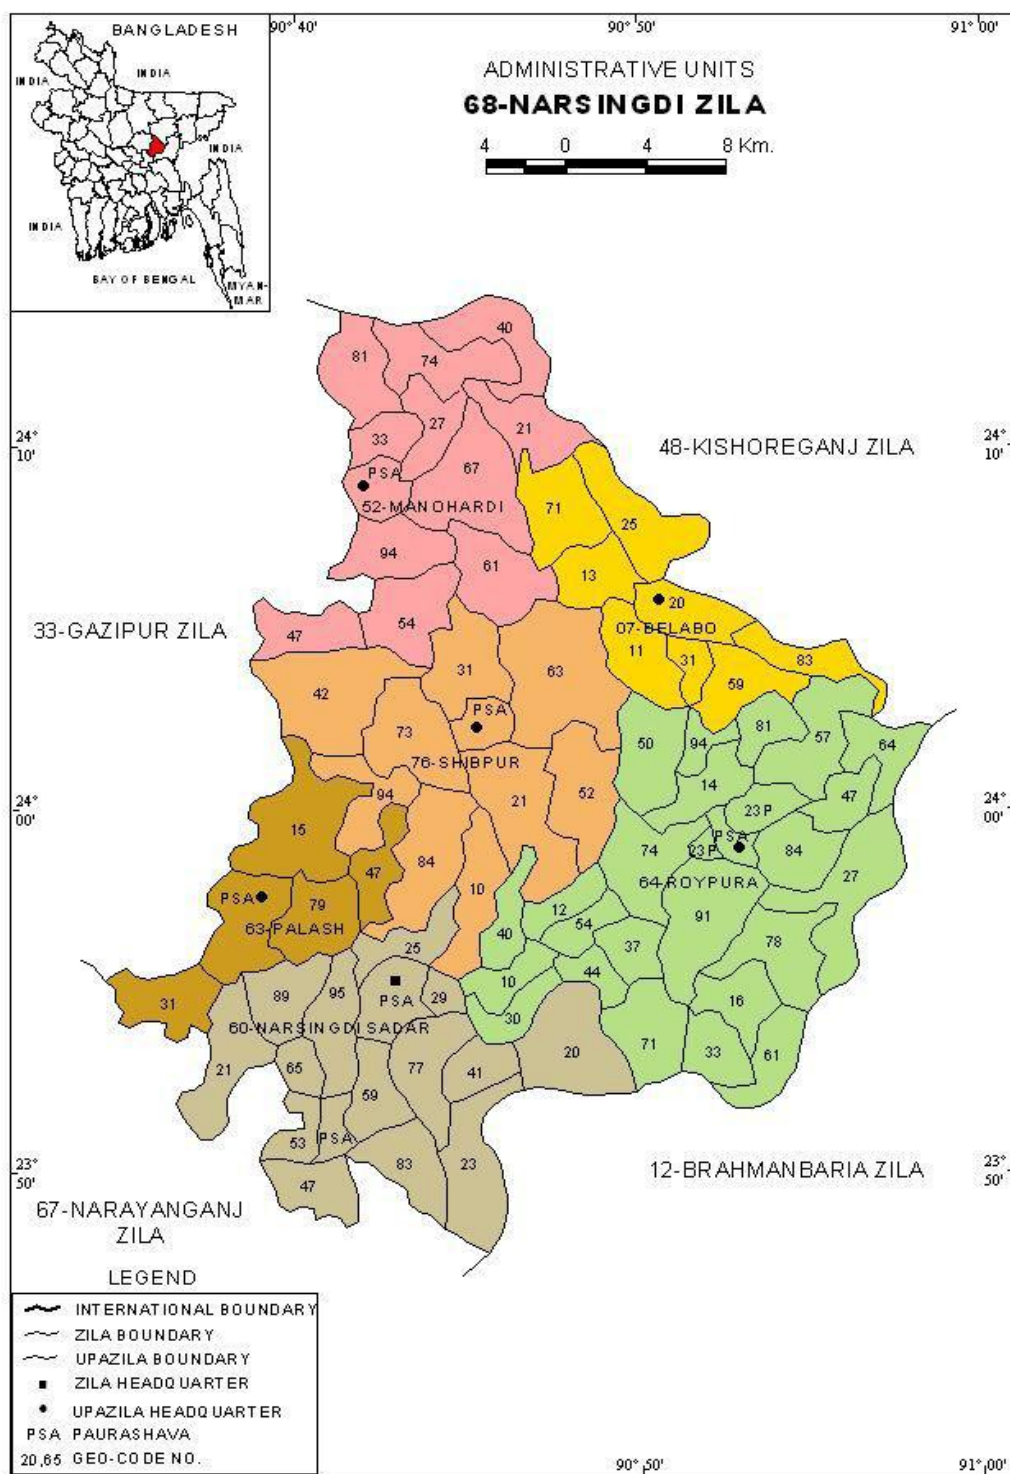 90° 40'
90° 50'
91° 00'
BANGLADESH
INDIA
INDIA
INDIA
INDIA
BAY OF BENGAL
MYAN-
MAR
ADMINISTRATIVE UNITS
68-NARSINGDI ZILA
4 0 4 8 Km.
40
81
74
27
21
33
24°
10'
48-KISHOREGANJ ZILA
24°
10'
PSA
67
52-MANOHARDI
71
25
94
61
13
20
33-GAZIPUR ZILA
47
54
07-BELABO
11
31
83
59
42
31
63
PSA
73
76-SHIBPUR
50
94
81
57
64
14
94
21
52
47
24°
00'
23P
24°
00'
15
PSA
74
23P
84
84
47
27
64-ROYPURA
10
PSA
79
63-PALASH
12
54
91
40
37
78
25
44
10
89
95
PSA
29
16
31
30
60-NARSINGDI SADAR
71
33
61
20
21
65
77
41
59
53
PSA
83
23
47
23°
50'
12-BRAHMANBARIA ZILA
23°
50'
67-NARAYANGANJ
ZILA
LEGEND
INTERNATIONAL BOUNDARY
ZILA BOUNDARY
UPAZILA BOUNDARY
ZILA HEADQUARTER
UPAZILA HEADQUARTER
PSA PAURASHAVA
20,65 GEO-CODE NO.
90° 50'
91° 00'